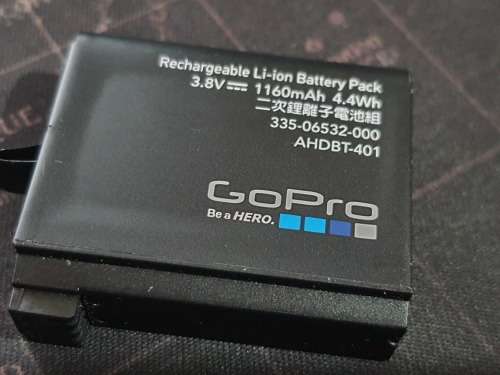 Rechargeable Li-ion Battery Pack
3.8V⎓ 1160mAh 4.4Wh
二次鋰離子電池組
335-06532-000
AHDBT-401
GoPro
Be a HERO.